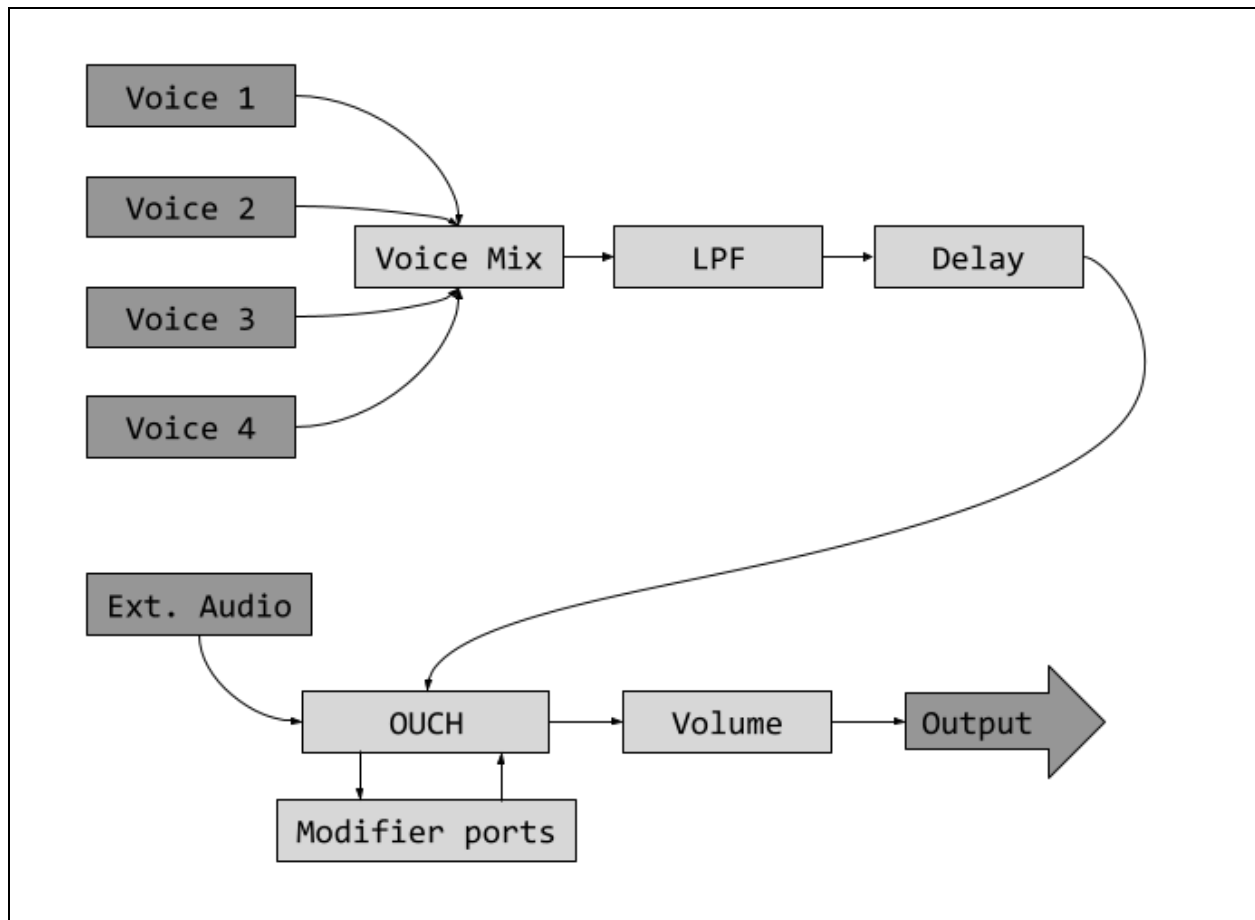 Voice 1
Voice 2
Voice Mix
LPF
Delay
Voice 3
Voice 4
Ext. Audio
OUCH
Volume
Output
Modifier ports